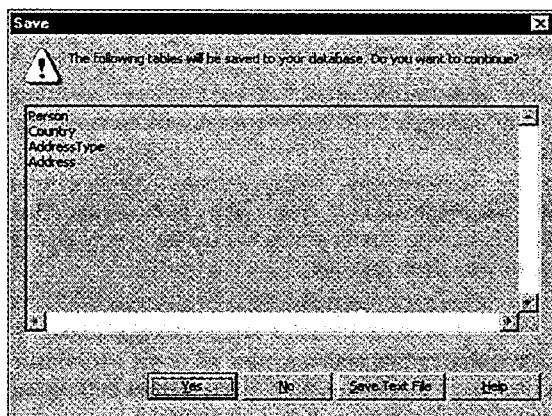 Save
The following tables will be saved to your database. Do you want to continue?
Person
Country
AddressType
Address
Yes No Save Text File Help